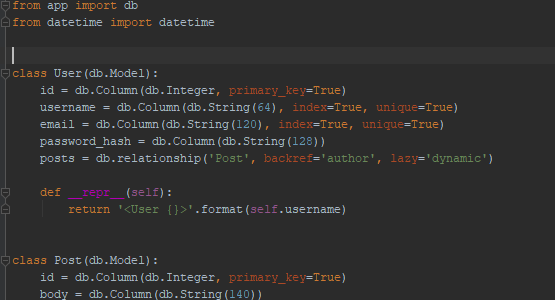 from app import db
from datetime import datetime
class User(db.Model):
id = db.Column(db.Integer, primary_key=True)
username = db.Column(db.String(64), index=True, unique=True)
email = db.Column(db.String(120), index=True, unique=True)
password_hash = db.Column(db.String(128))
posts = db.relationship('Post', backref='author', lazy='dynamic')
def __repr__(self):
return '<User {}>'.format(self.username)
class Post(db.Model):
id = db.Column(db.Integer, primary_key=True)
body = db.Column(db.String(140))